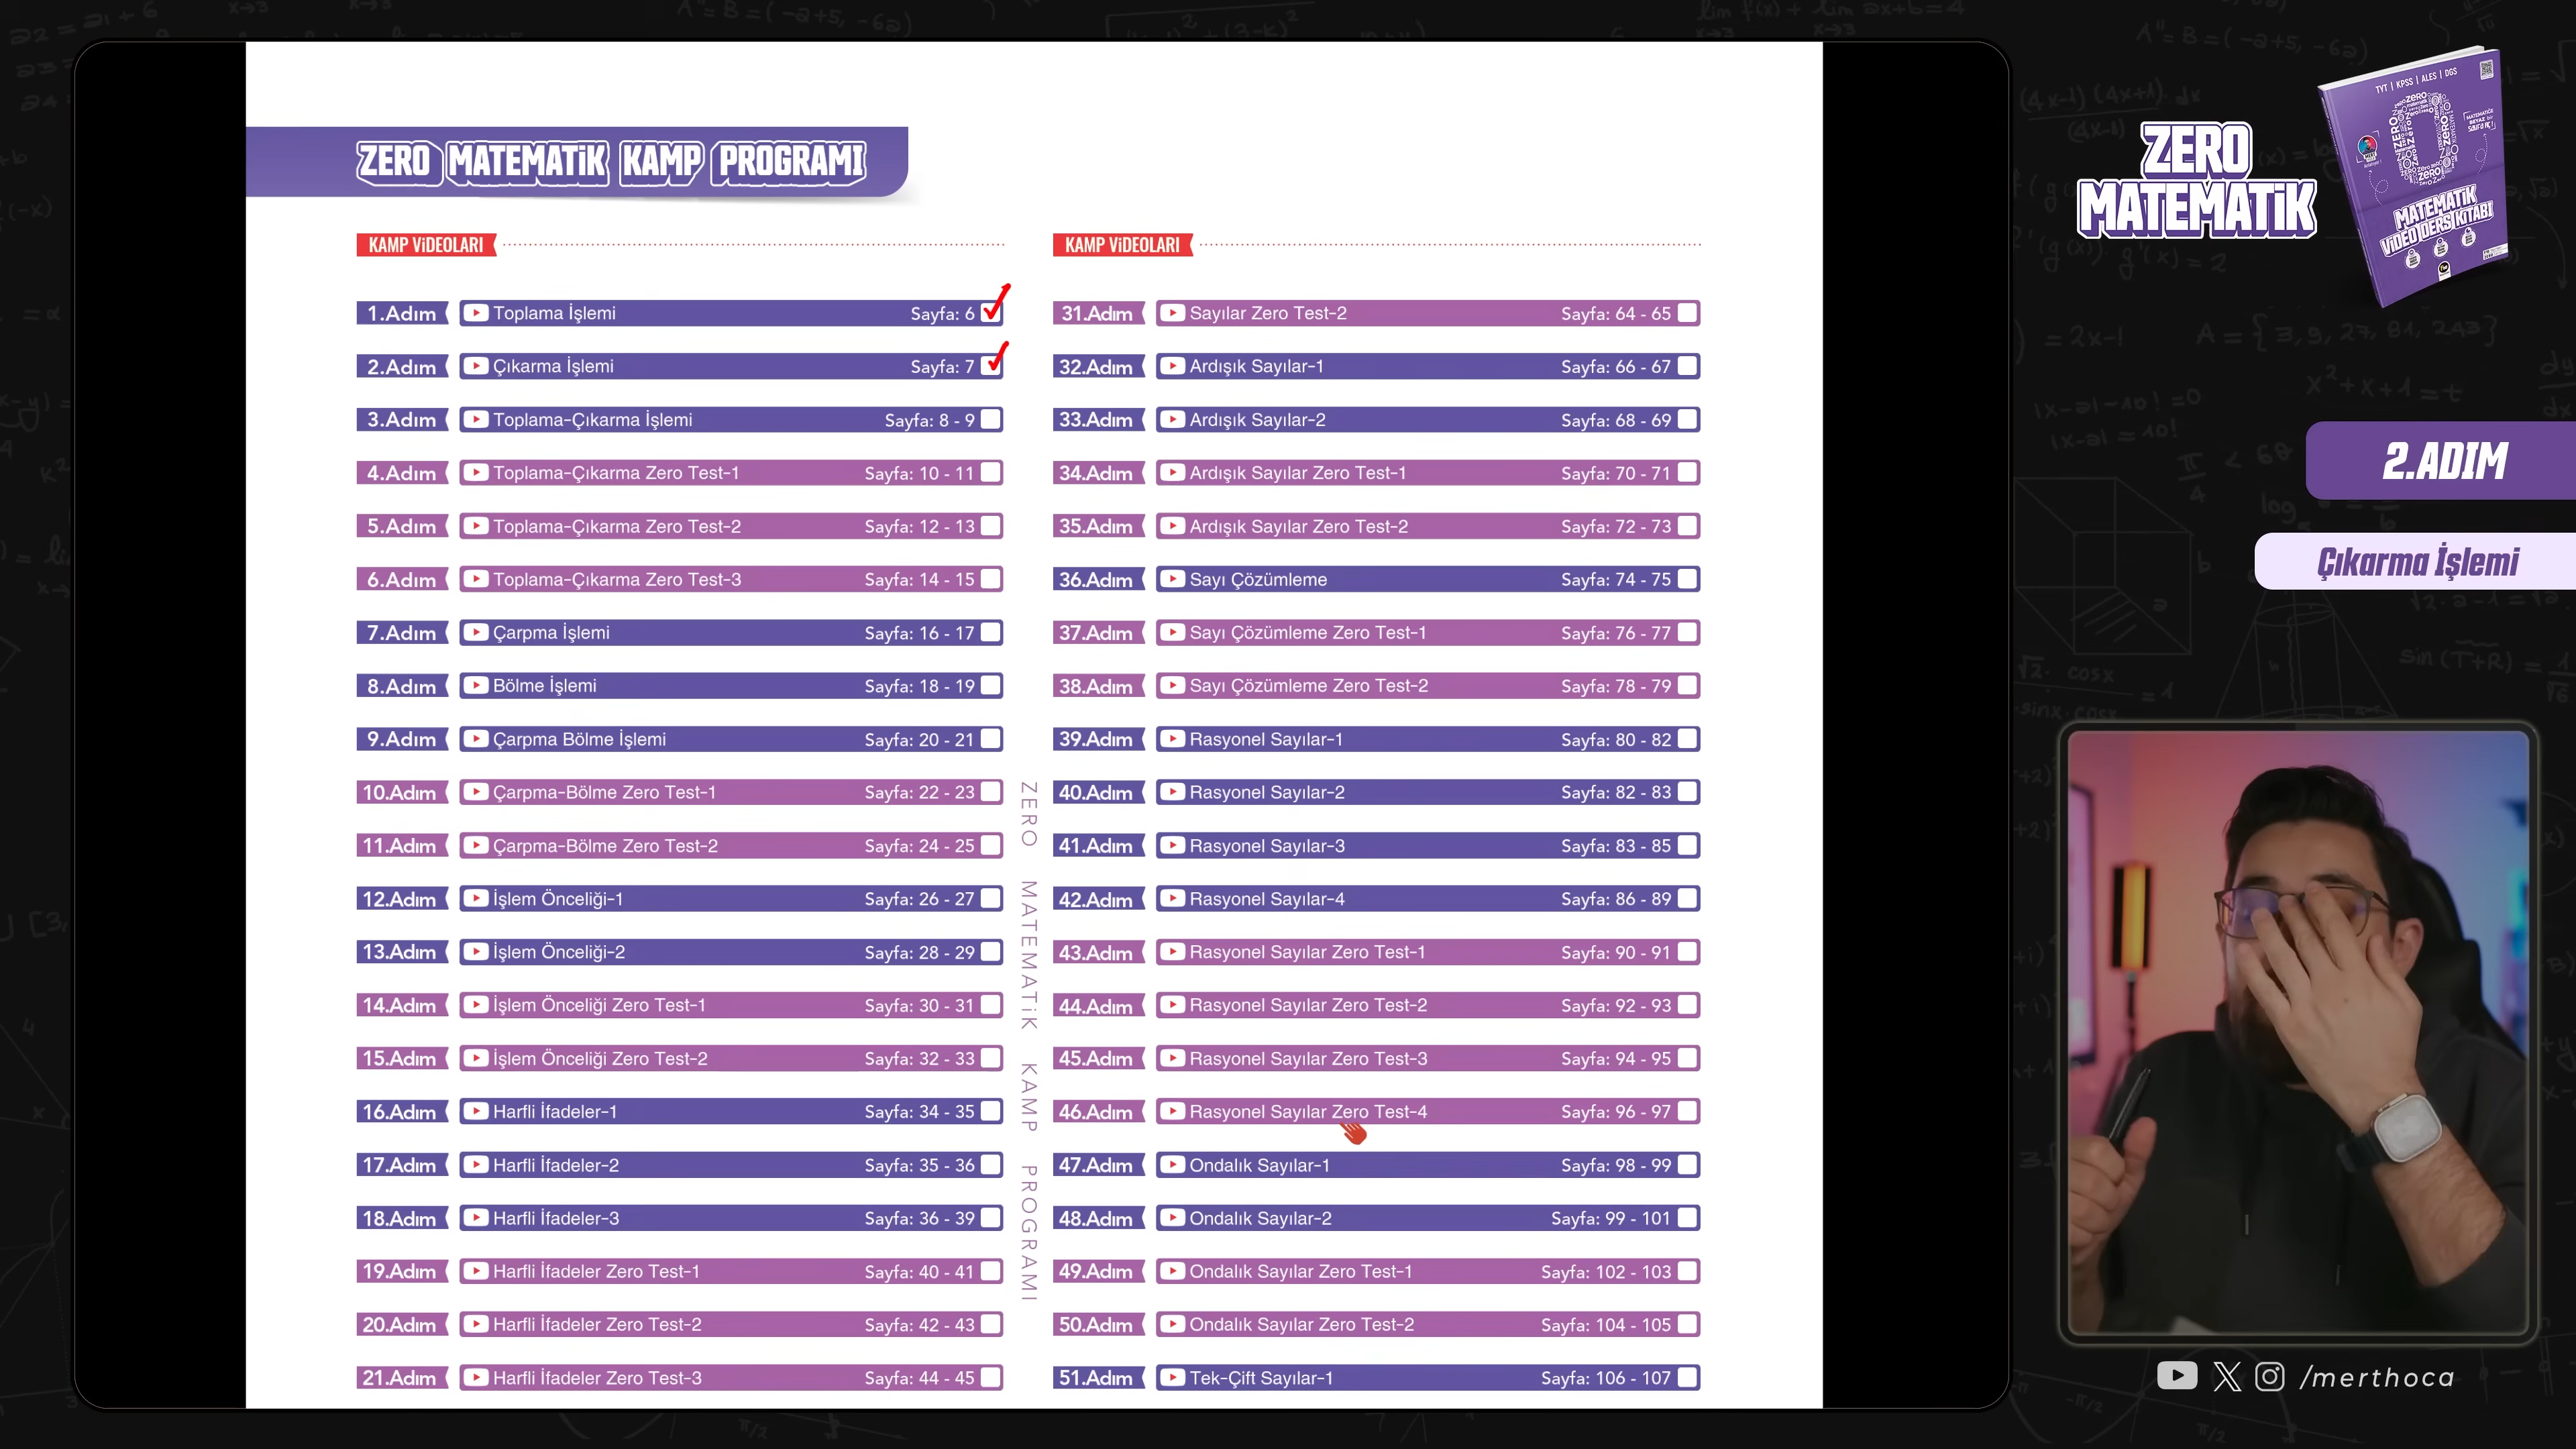 ZERO MATEMATİK KAMP PROGRAMI
KAMP VİDEOLARI
1.Adım Toplama İşlemi Sayfa: 6
2.Adım Çıkarma İşlemi Sayfa: 7
3.Adım Toplama-Çıkarma İşlemi Sayfa: 8 - 9
4.Adım Toplama-Çıkarma Zero Test-1 Sayfa: 10 - 11
5.Adım Toplama-Çıkarma Zero Test-2 Sayfa: 12 - 13
6.Adım Toplama-Çıkarma Zero Test-3 Sayfa: 14 - 15
7.Adım Çarpma İşlemi Sayfa: 16 - 17
8.Adım Bölme İşlemi Sayfa: 18 - 19
9.Adım Çarpma Bölme İşlemi Sayfa: 20 - 21
10.Adım Çarpma-Bölme Zero Test-1 Sayfa: 22 - 23
11.Adım Çarpma-Bölme Zero Test-2 Sayfa: 24 - 25
12.Adım İşlem Önceliği-1 Sayfa: 26 - 27
13.Adım İşlem Önceliği-2 Sayfa: 28 - 29
14.Adım İşlem Önceliği Zero Test-1 Sayfa: 30 - 31
15.Adım İşlem Önceliği Zero Test-2 Sayfa: 32 - 33
16.Adım Harfli İfadeler-1 Sayfa: 34 - 35
17.Adım Harfli İfadeler-2 Sayfa: 35 - 36
18.Adım Harfli İfadeler-3 Sayfa: 36 - 39
19.Adım Harfli İfadeler Zero Test-1 Sayfa: 40 - 41
20.Adım Harfli İfadeler Zero Test-2 Sayfa: 42 - 43
21.Adım Harfli İfadeler Zero Test-3 Sayfa: 44 - 45
ZERO MATEMATİK KAMP PROGRAMI
KAMP VİDEOLARI
31.Adım Sayılar Zero Test-2 Sayfa: 64 - 65
32.Adım Ardışık Sayılar-1 Sayfa: 66 - 67
33.Adım Ardışık Sayılar-2 Sayfa: 68 - 69
34.Adım Ardışık Sayılar Zero Test-1 Sayfa: 70 - 71
35.Adım Ardışık Sayılar Zero Test-2 Sayfa: 72 - 73
36.Adım Sayı Çözümleme Sayfa: 74 - 75
37.Adım Sayı Çözümleme Zero Test-1 Sayfa: 76 - 77
38.Adım Sayı Çözümleme Zero Test-2 Sayfa: 78 - 79
39.Adım Rasyonel Sayılar-1 Sayfa: 80 - 82
40.Adım Rasyonel Sayılar-2 Sayfa: 82 - 83
41.Adım Rasyonel Sayılar-3 Sayfa: 83 - 85
42.Adım Rasyonel Sayılar-4 Sayfa: 86 - 89
43.Adım Rasyonel Sayılar Zero Test-1 Sayfa: 90 - 91
44.Adım Rasyonel Sayılar Zero Test-2 Sayfa: 92 - 93
45.Adım Rasyonel Sayılar Zero Test-3 Sayfa: 94 - 95
46.Adım Rasyonel Sayılar Zero Test-4 Sayfa: 96 - 97
47.Adım Ondalık Sayılar-1 Sayfa: 98 - 99
48.Adım Ondalık Sayılar-2 Sayfa: 99 - 101
49.Adım Ondalık Sayılar Zero Test-1 Sayfa: 102 - 103
50.Adım Ondalık Sayılar Zero Test-2 Sayfa: 104 - 105
51.Adım Tek-Çift Sayılar-1 Sayfa: 106 - 107
ZERO
MATEMATİK
TYT | KPSS | ALES | DGS
MATEMATİK
VİDEO DERS KİTABI
2.ADIM
Çıkarma İşlemi
/merthoca